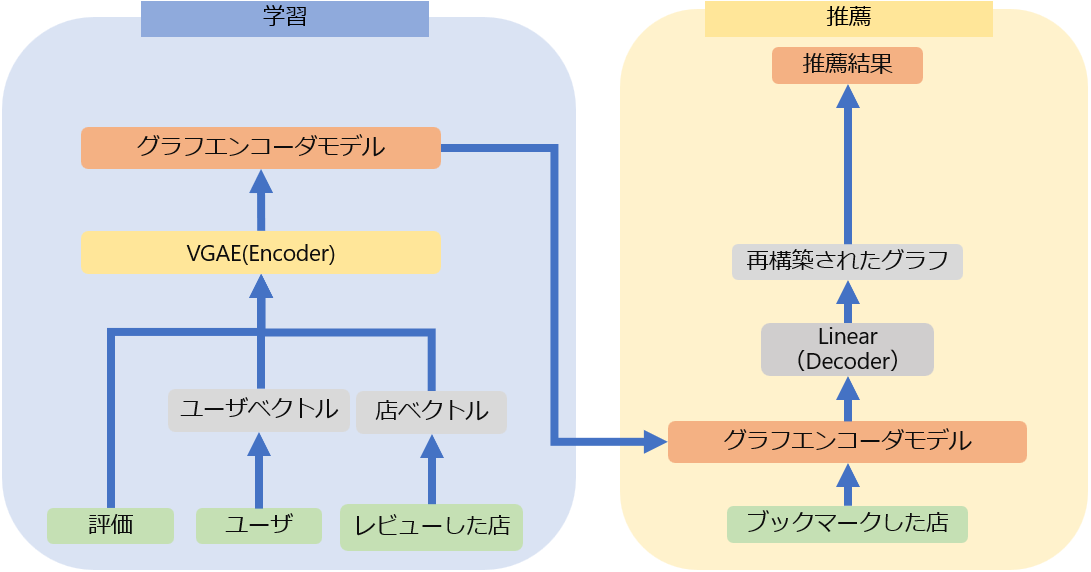 学習
グラフエンコーダモデル
VGAE(Encoder)
ユーザベクトル
店ベクトル
評価
ユーザ
レビューした店
推薦
推薦結果
再構築されたグラフ
Linear
（Decoder）
グラフエンコーダモデル
ブックマークした店